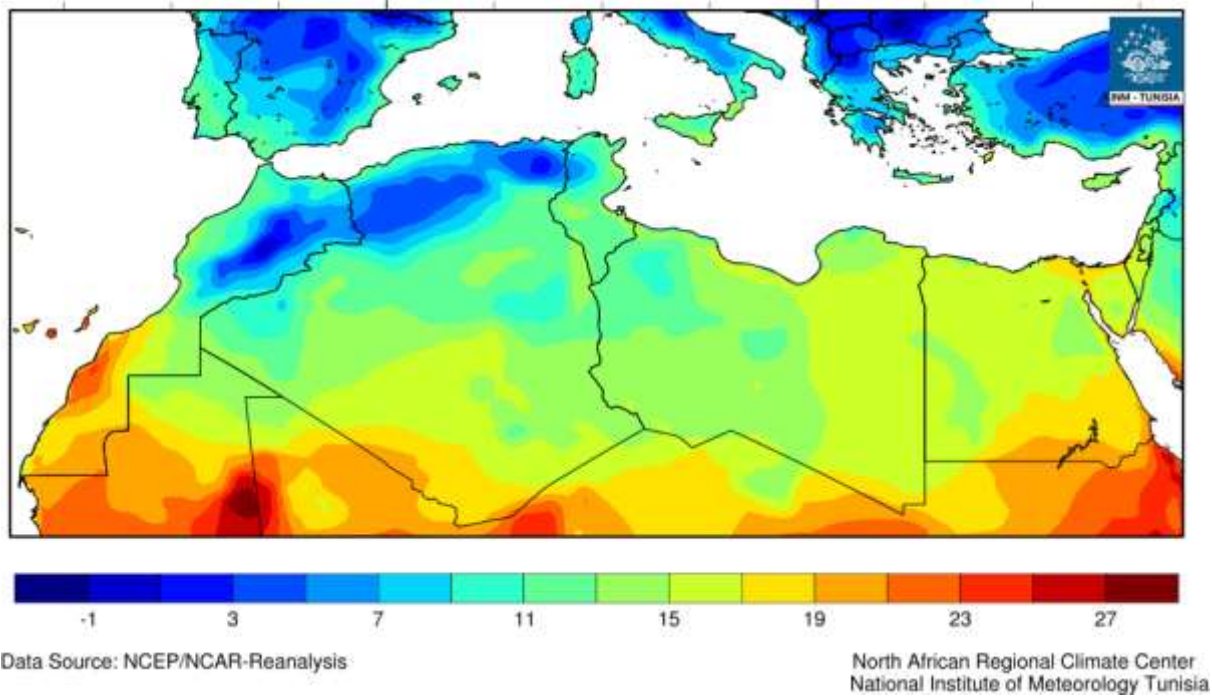 INM - TUNISIA
-1 3 7 11 15 19 23 27
Data Source: NCEP/NCAR-Reanalysis
North African Regional Climate Center
National Institute of Meteorology Tunisia